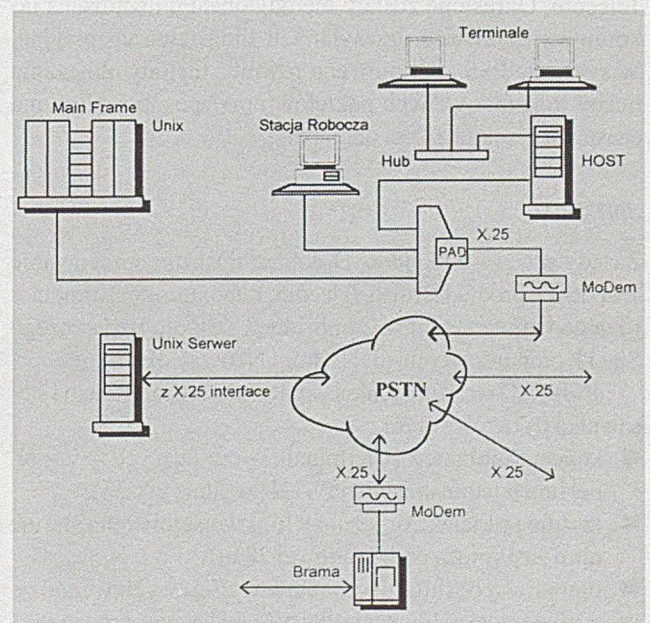 Terminale
Main Frame
Unix
Stacja Robocza
Hub
HOST
X.25
PAD
MoDem
Unix Serwer
z X.25 interface
PSTN
X.25
X.25
X.25
MoDem
Brama